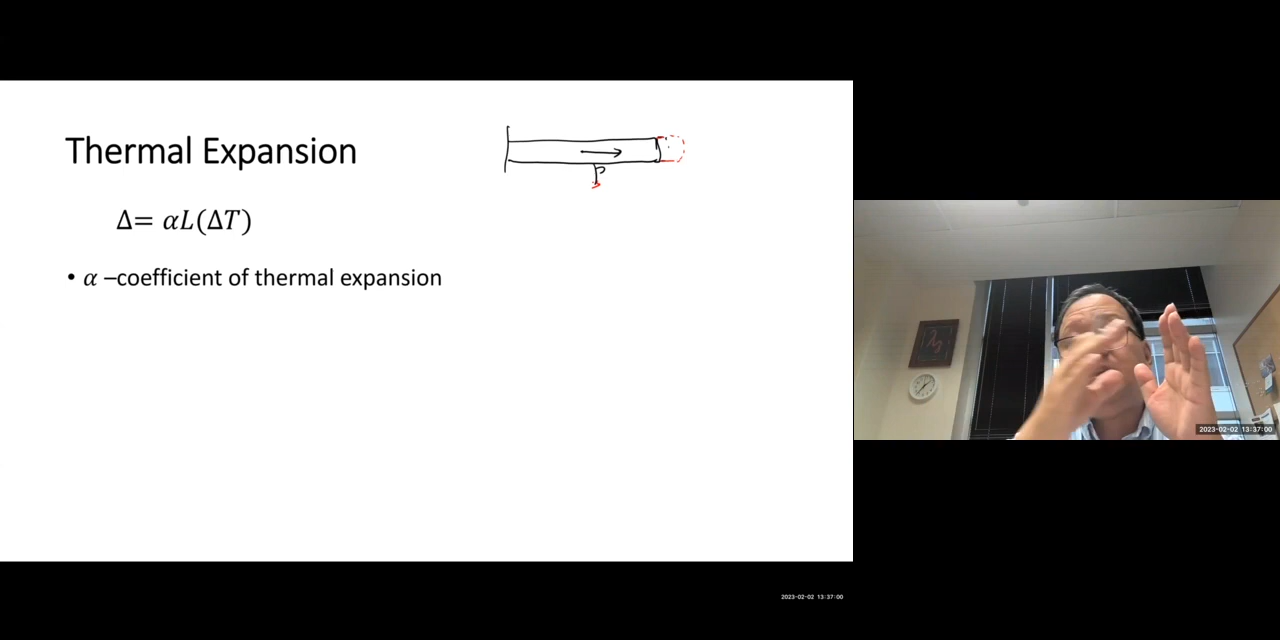 Thermal Expansion
P
Δ= αL(ΔT)
• α –coefficient of thermal expansion
2023-02-02 13:37:00
2023-02-02 13:37:00